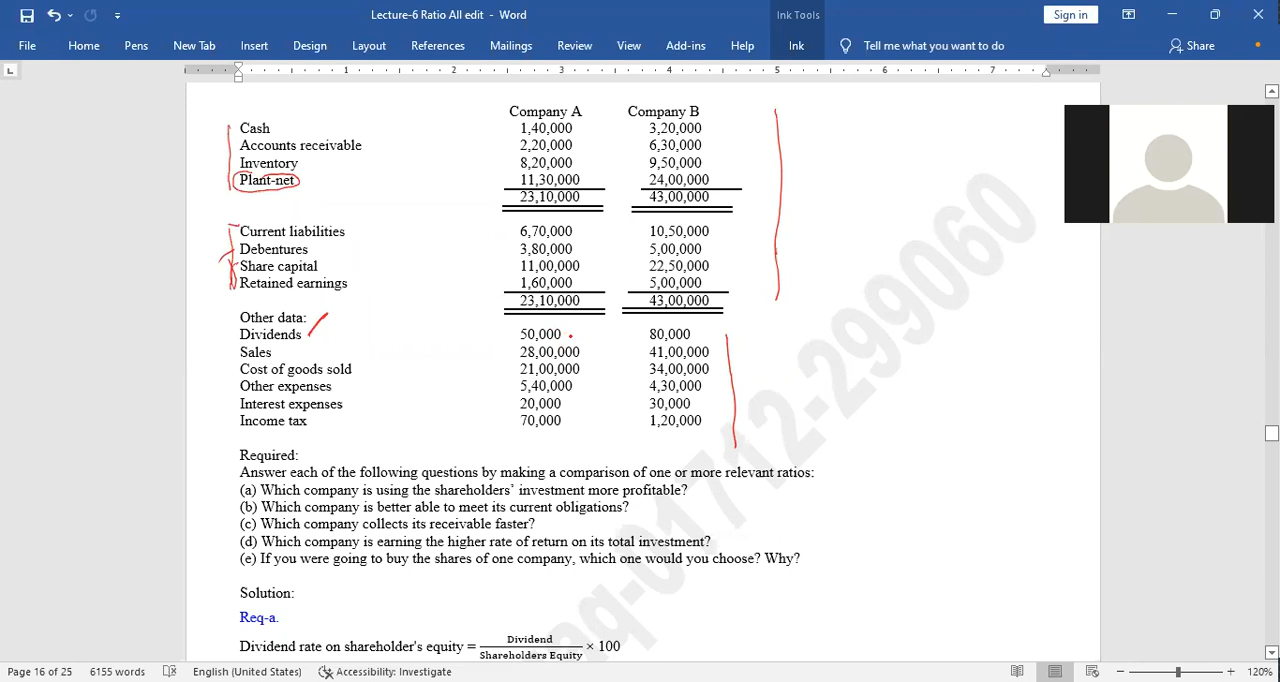 Lecture-6 Ratio All edit - Word
Ink Tools
Sign in
File Home Pens New Tab Insert Design Layout References Mailings Review View Add-ins Help Ink Tell me what you want to do Share
1 2 3 4 5 6 7
Company A Company B
Cash 1,40,000 3,20,000
Accounts receivable 2,20,000 6,30,000
Inventory 8,20,000 9,50,000
Plant-net 11,30,000 24,00,000
23,10,000 43,00,000
Current liabilities 6,70,000 10,50,000
Debentures 3,80,000 5,00,000
Share capital 11,00,000 22,50,000
Retained earnings 1,60,000 5,00,000
23,10,000 43,00,000
Other data:
Dividends 50,000 80,000
Sales 28,00,000 41,00,000
Cost of goods sold 21,00,000 34,00,000
Other expenses 5,40,000 4,30,000
Interest expenses 20,000 30,000
Income tax 70,000 1,20,000
Required:
Answer each of the following questions by making a comparison of one or more relevant ratios:
(a) Which company is using the shareholders’ investment more profitable?
(b) Which company is better able to meet its current obligations?
(c) Which company collects its receivable faster?
(d) Which company is earning the higher rate of return on its total investment?
(e) If you were going to buy the shares of one company, which one would you choose? Why?
Solution:
Req-a.
Dividend rate on shareholder's equity = Dividend / Shareholders Equity × 100
aq-01712-299060
Page 16 of 25 6155 words English (United States) Accessibility: Investigate 120%